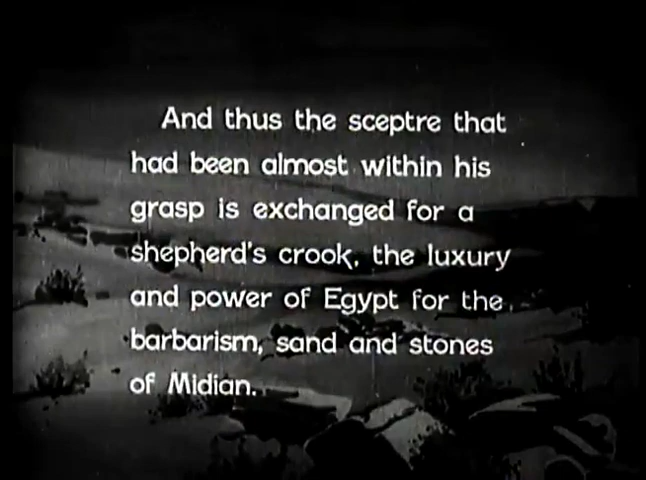 And thus the sceptre that
had been almost within his
grasp is exchanged for a
shepherd's crook, the luxury
and power of Egypt for the
barbarism, sand and stones
of Midian.